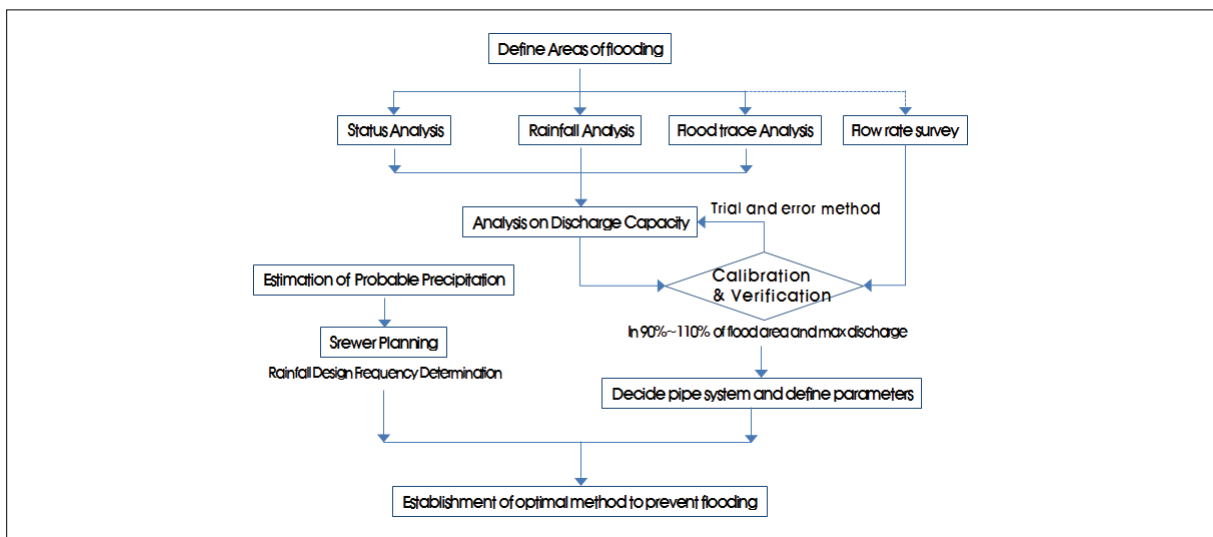 Define Areas of flooding
Status Analysis
Rainfall Analysis
Flood trace Analysis
Flow rate survey
Trial and error method
Analysis on Discharge Capacity
Calibration
& Verification
Estimation of Probable Precipitation
In 90%~110% of flood area and max discharge
Srewer Planning
Rainfall Design Frequency Determination
Decide pipe system and define parameters
Establishment of optimal method to prevent flooding